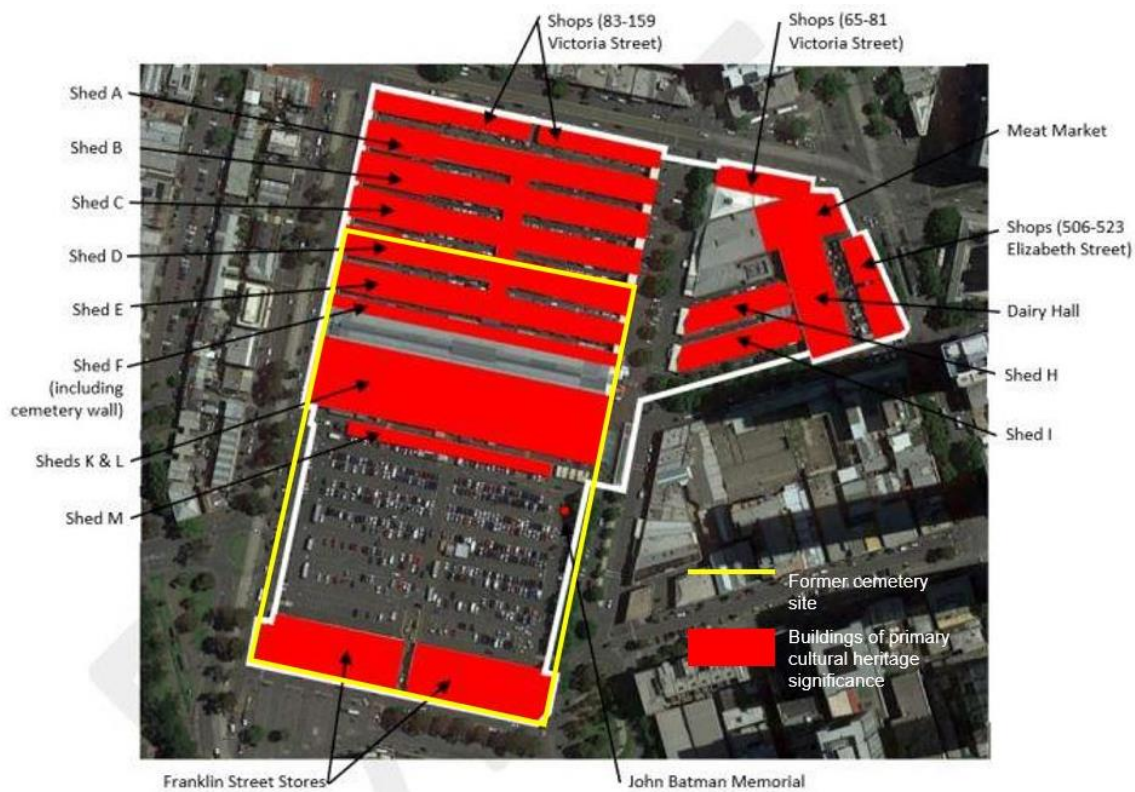 Shops (83-159
Victoria Street)
Shops (65-81
Victoria Street)
Shed A
Meat Market
Shed B
Shed C
Shops (506-523
Elizabeth Street)
Shed D
Shed E
Dairy Hall
Shed F
(including
cemetery wall)
Shed H
Shed I
Sheds K & L
Shed M
Former cemetery
site
Buildings of primary
cultural heritage
significance
Franklin Street Stores
John Batman Memorial